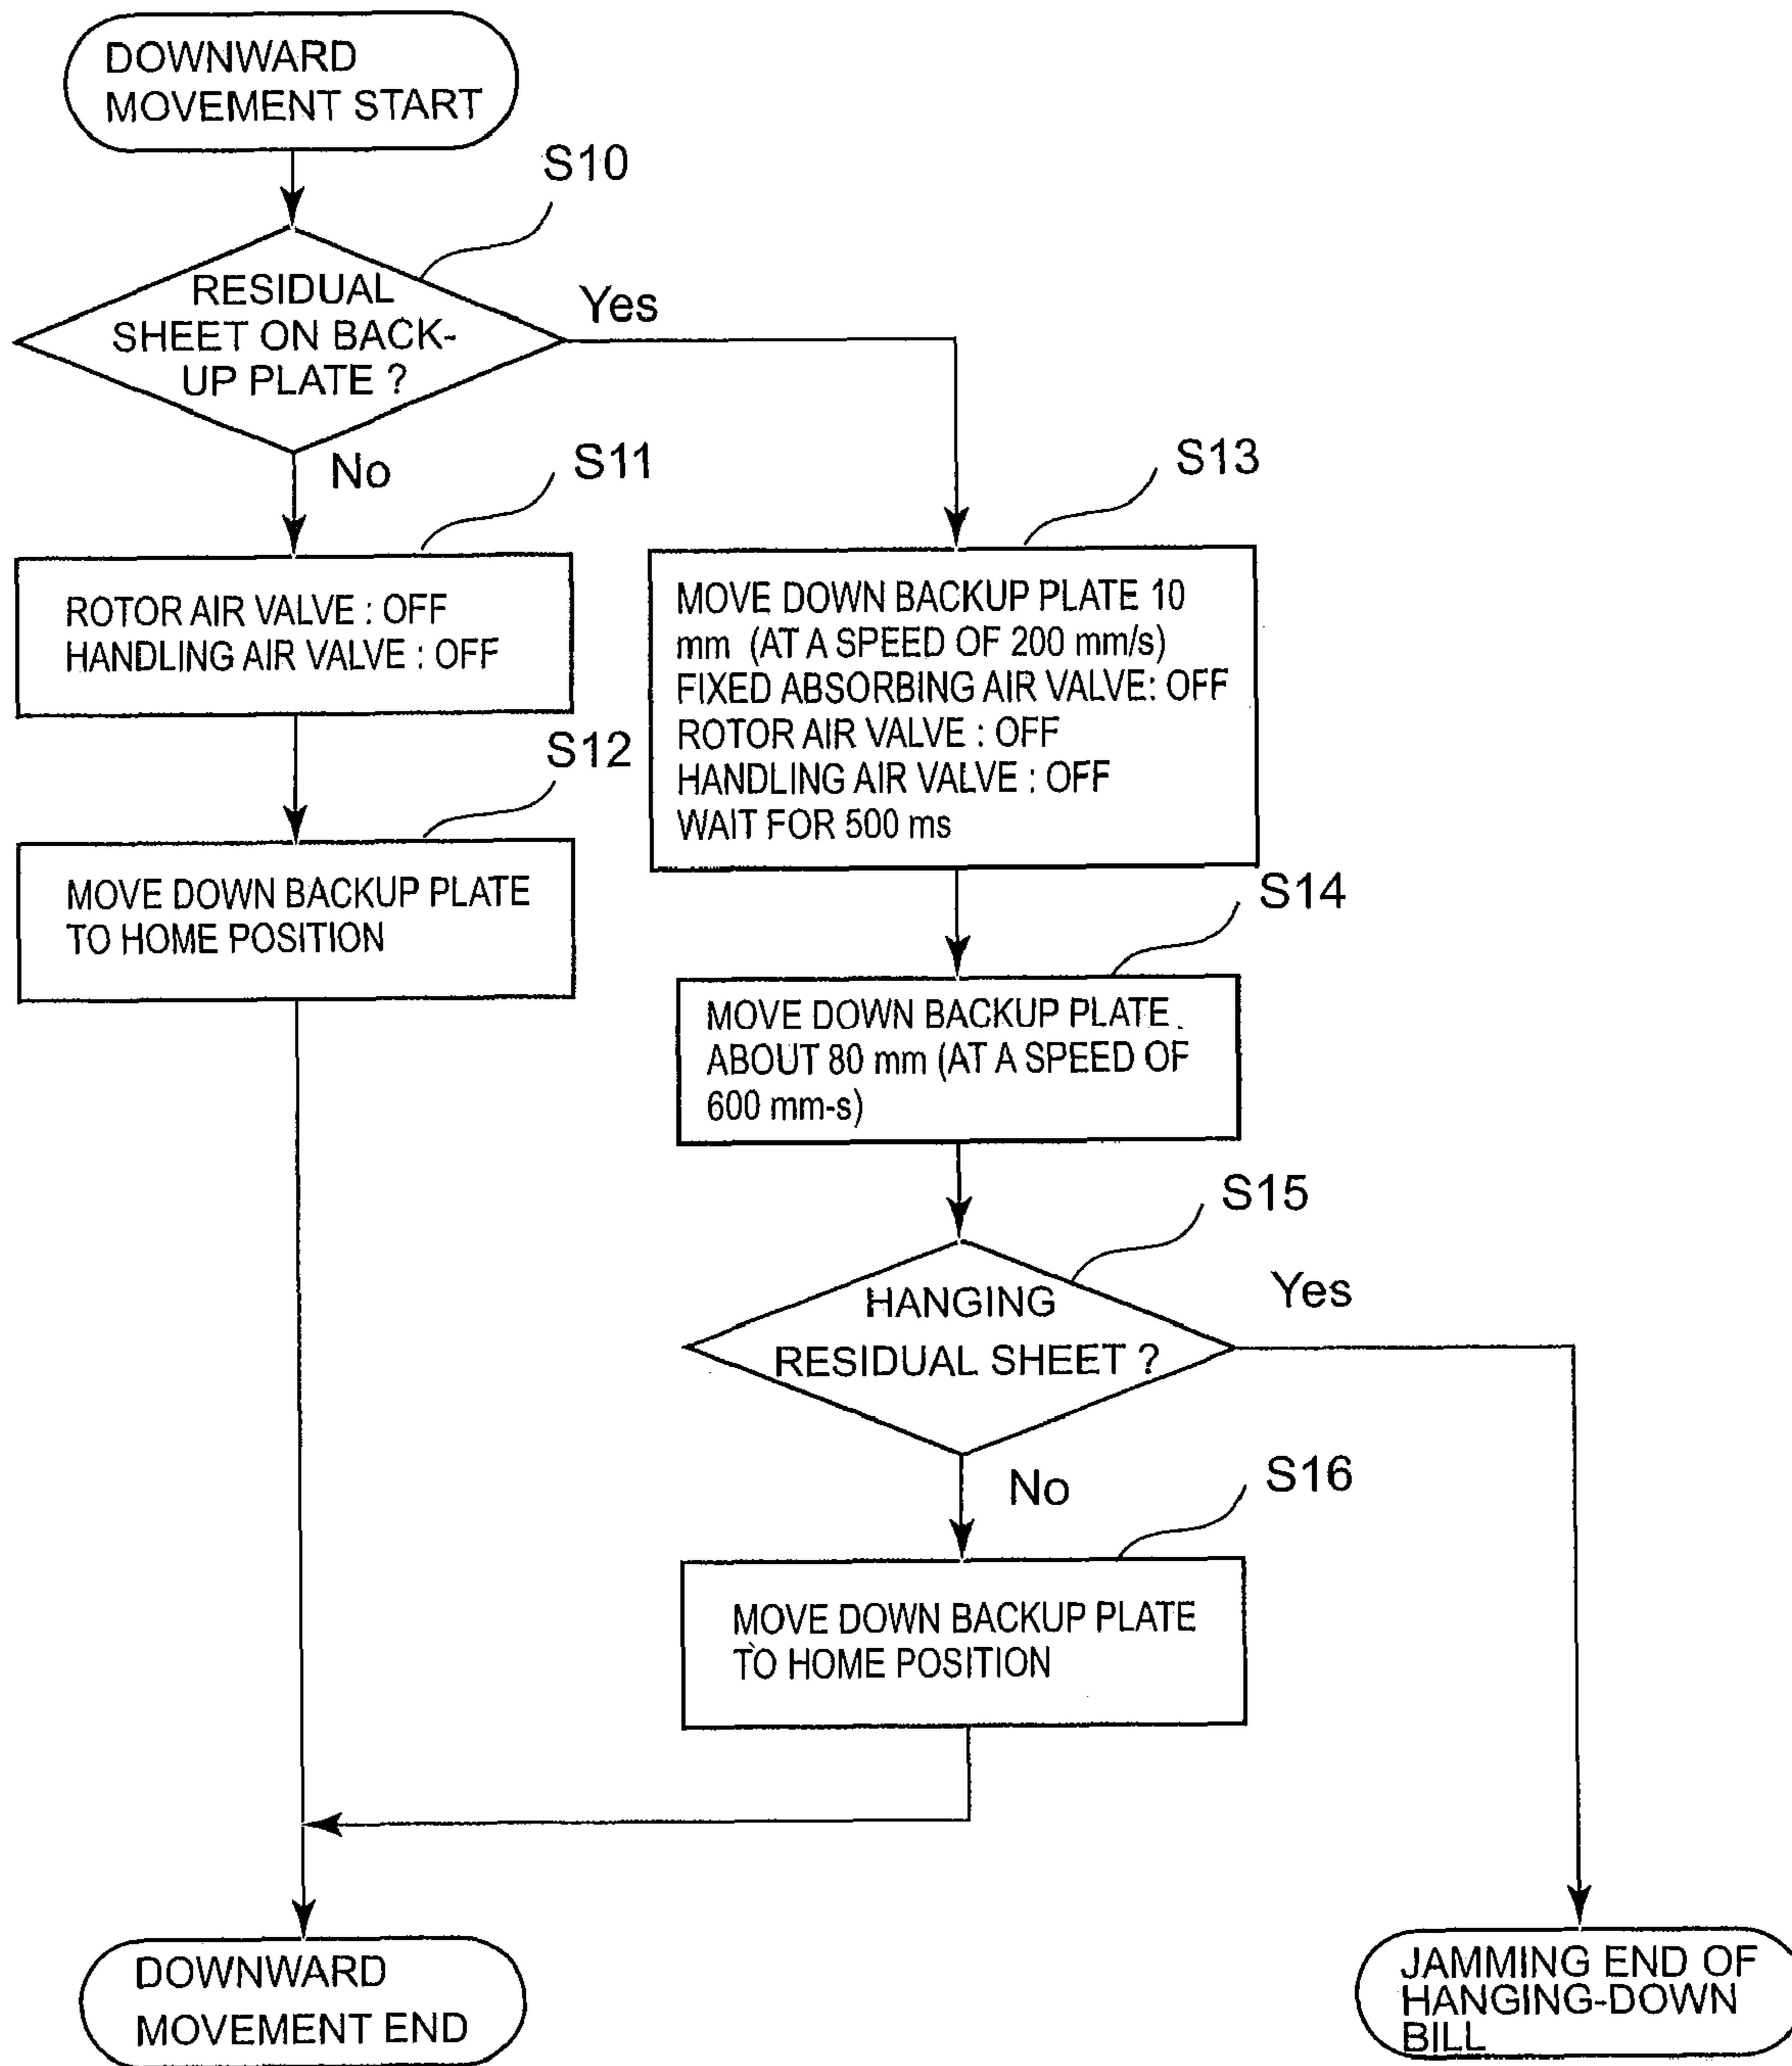 DOWNWARD
MOVEMENT START
S10
RESIDUAL
SHEET ON BACK-
UP PLATE ?
Yes
No
S11
ROTOR AIR VALVE : OFF
HANDLING AIR VALVE : OFF
S12
MOVE DOWN BACKUP PLATE
TO HOME POSITION
S13
MOVE DOWN BACKUP PLATE 10
mm (AT A SPEED OF 200 mm/s)
FIXED ABSORBING AIR VALVE: OFF
ROTOR AIR VALVE : OFF
HANDLING AIR VALVE : OFF
WAIT FOR 500 ms
S14
MOVE DOWN BACKUP PLATE
ABOUT 80 mm (AT A SPEED OF
600 mm-s)
S15
HANGING
RESIDUAL SHEET ?
Yes
No
S16
MOVE DOWN BACKUP PLATE
TO HOME POSITION
DOWNWARD
MOVEMENT END
JAMMING END OF
HANGING-DOWN
BILL